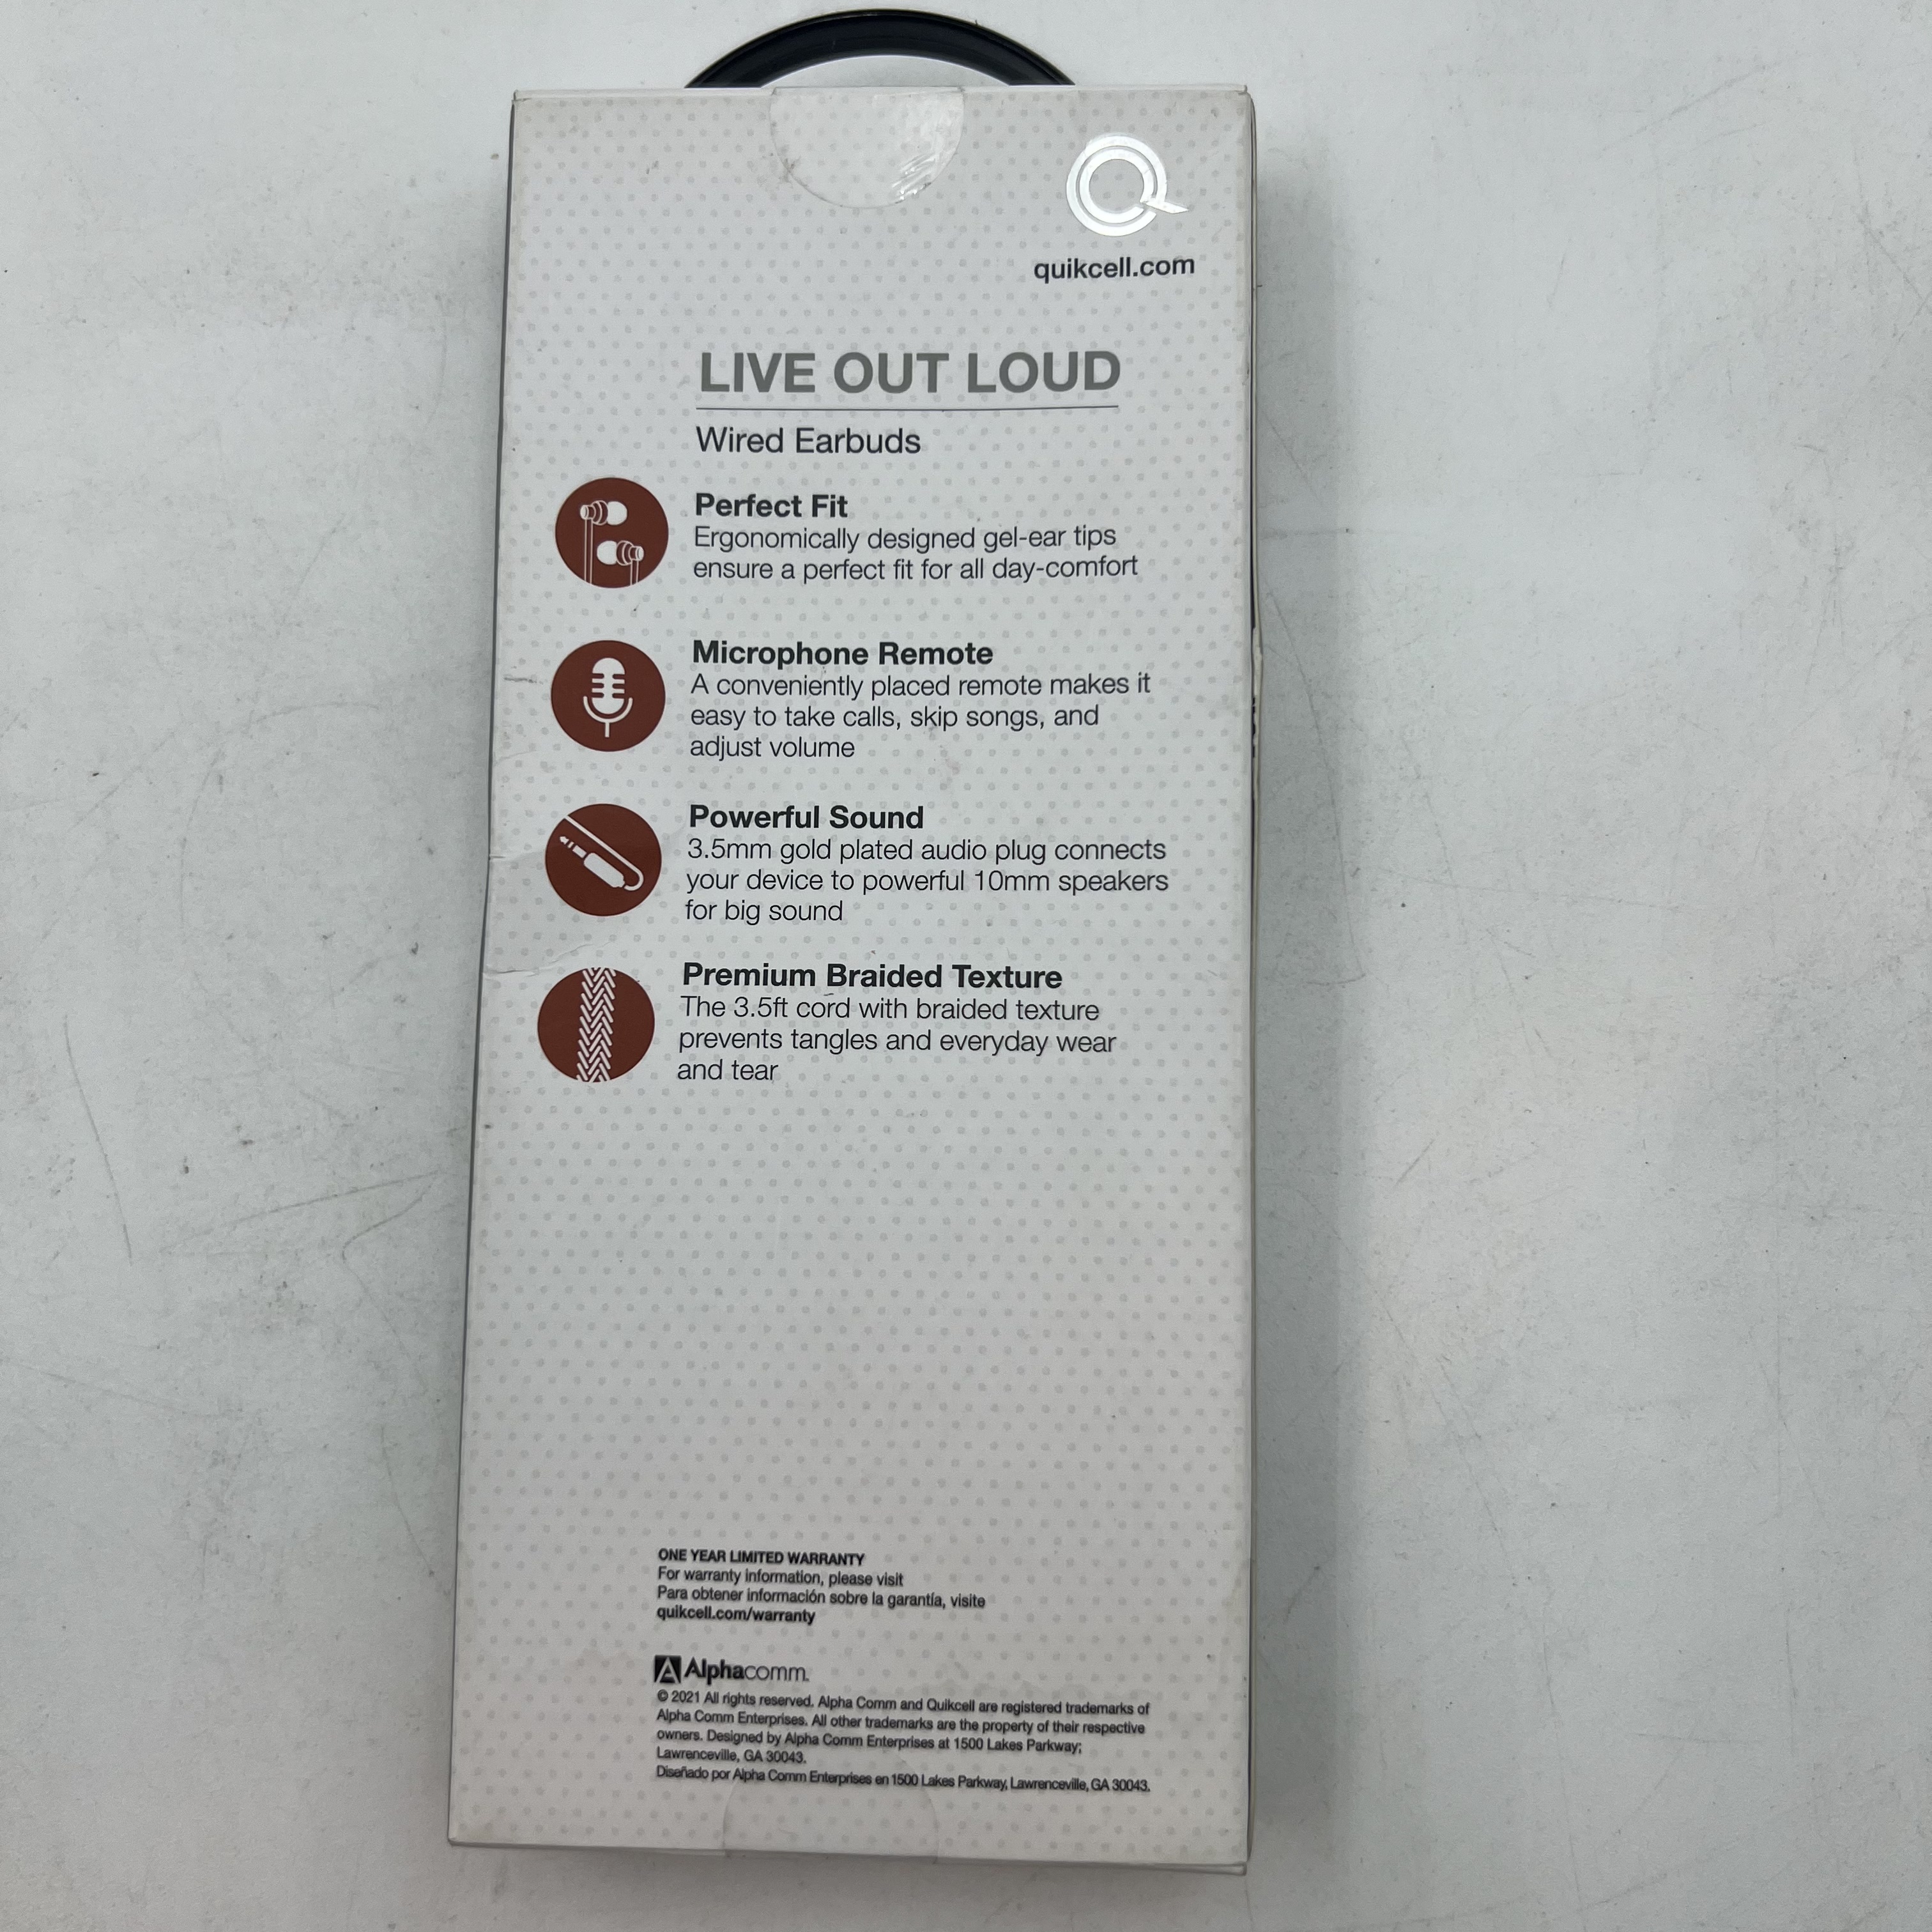 quikcell.com
LIVE OUT LOUD
Wired Earbuds
Perfect Fit
Ergonomically designed gel-ear tips
ensure a perfect fit for all day-comfort
Microphone Remote
A conveniently placed remote makes it
easy to take calls, skip songs, and
adjust volume
Powerful Sound
3.5mm gold plated audio plug connects
your device to powerful 10mm speakers
for big sound
Premium Braided Texture
The 3.5ft cord with braided texture
prevents tangles and everyday wear
and tear
ONE YEAR LIMITED WARRANTY
For warranty information, please visit
Para obtener información sobre la garantía, visite
quikcell.com/warranty
Alphacomm.
© 2021 All rights reserved. Alpha Comm and Quikcell are registered trademarks of
Alpha Comm Enterprises. All other trademarks are the property of their respective
owners. Designed by Alpha Comm Enterprises at 1500 Lakes Parkway;
Lawrenceville, GA 30043.
Diseñado por Alpha Comm Enterprises en 1500 Lakes Parkway, Lawrenceville, GA 30043.